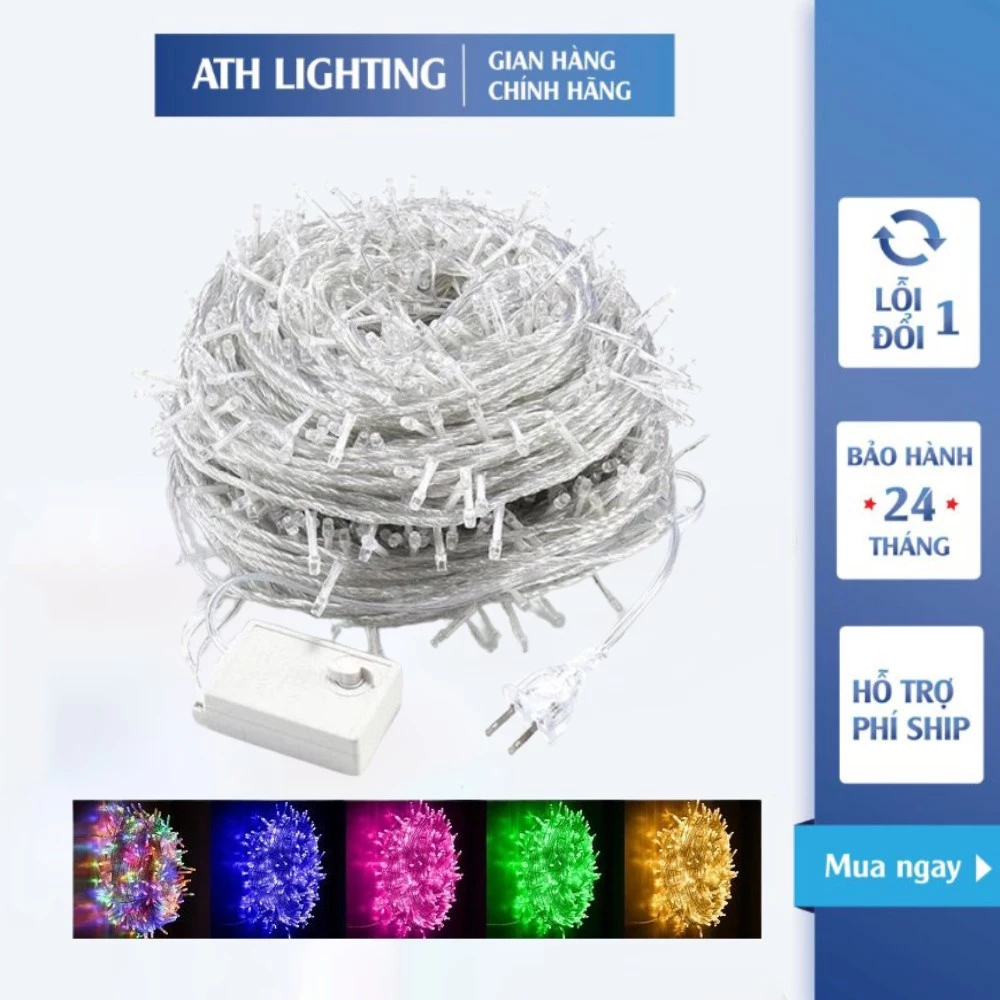 ATH LIGHTING
GIAN HÀNG
CHÍNH HÃNG
LỖI
ĐỔI 1
BẢO HÀNH
24
THÁNG
HỖ TRỢ
PHÍ SHIP
Mua ngay